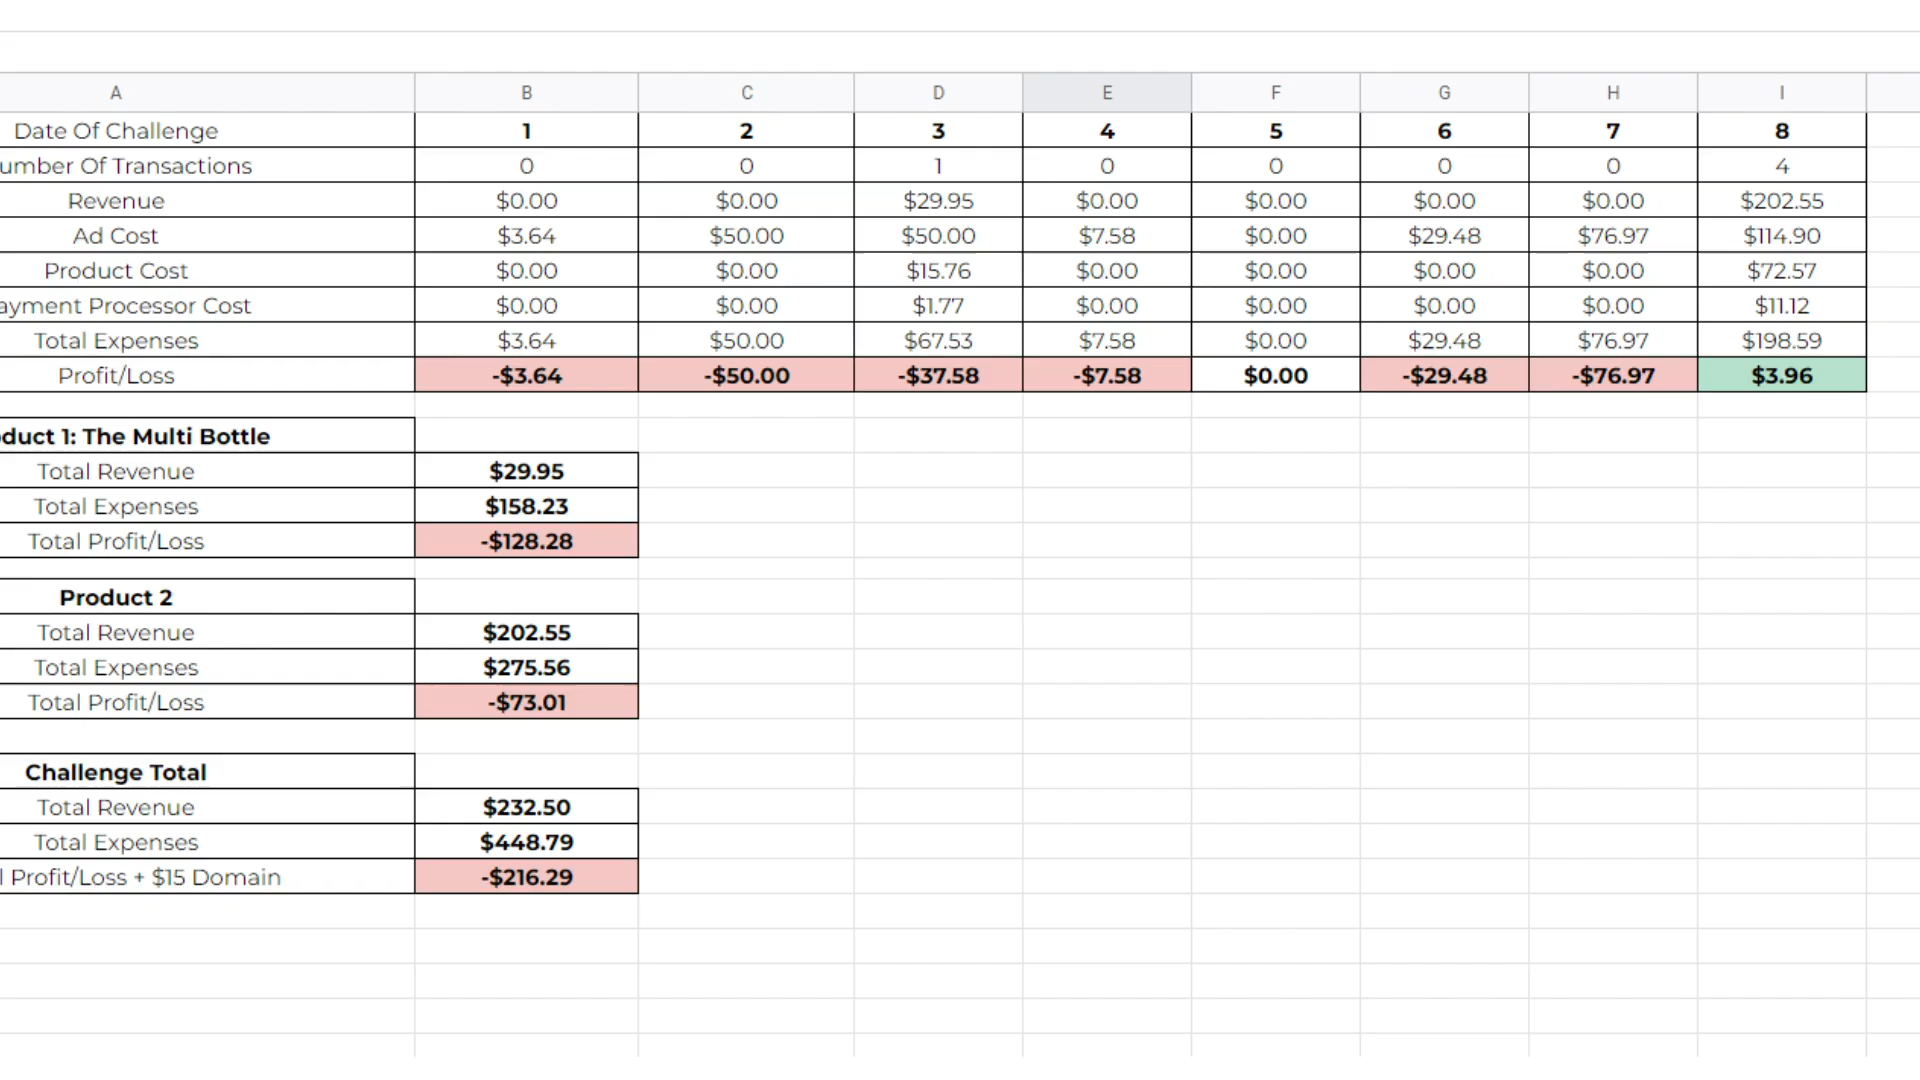 A B C D E F G H I
Date Of Challenge 1 2 3 4 5 6 7 8
umber Of Transactions 0 0 1 0 0 0 0 4
Revenue $0.00 $0.00 $29.95 $0.00 $0.00 $0.00 $0.00 $202.55
Ad Cost $3.64 $50.00 $50.00 $7.58 $0.00 $29.48 $76.97 $114.90
Product Cost $0.00 $0.00 $15.76 $0.00 $0.00 $0.00 $0.00 $72.57
ayment Processor Cost $0.00 $0.00 $1.77 $0.00 $0.00 $0.00 $0.00 $11.12
Total Expenses $3.64 $50.00 $67.53 $7.58 $0.00 $29.48 $76.97 $198.59
Profit/Loss -$3.64 -$50.00 -$37.58 -$7.58 $0.00 -$29.48 -$76.97 $3.96
duct 1: The Multi Bottle
Total Revenue $29.95
Total Expenses $158.23
Total Profit/Loss -$128.28
Product 2
Total Revenue $202.55
Total Expenses $275.56
Total Profit/Loss -$73.01
Challenge Total
Total Revenue $232.50
Total Expenses $448.79
l Profit/Loss + $15 Domain -$216.29